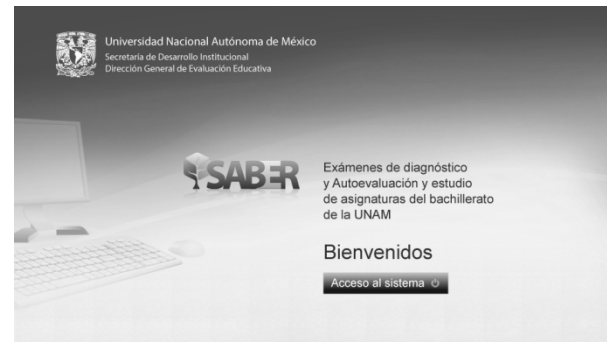 Universidad Nacional Autónoma de México
Secretaría de Desarrollo Institucional
Dirección General de Evaluación Educativa
SABER
Exámenes de diagnóstico
y Autoevaluación y estudio
de asignaturas del bachillerato
de la UNAM
Bienvenidos
Acceso al sistema